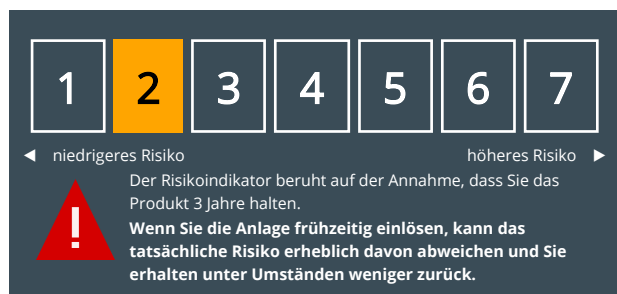 1 2 3 4 5 6 7
◀ niedrigeres Risiko höheres Risiko ▶
Der Risikoindikator beruht auf der Annahme, dass Sie das
Produkt 3 Jahre halten.
Wenn Sie die Anlage frühzeitig einlösen, kann das
tatsächliche Risiko erheblich davon abweichen und Sie
erhalten unter Umständen weniger zurück.
!